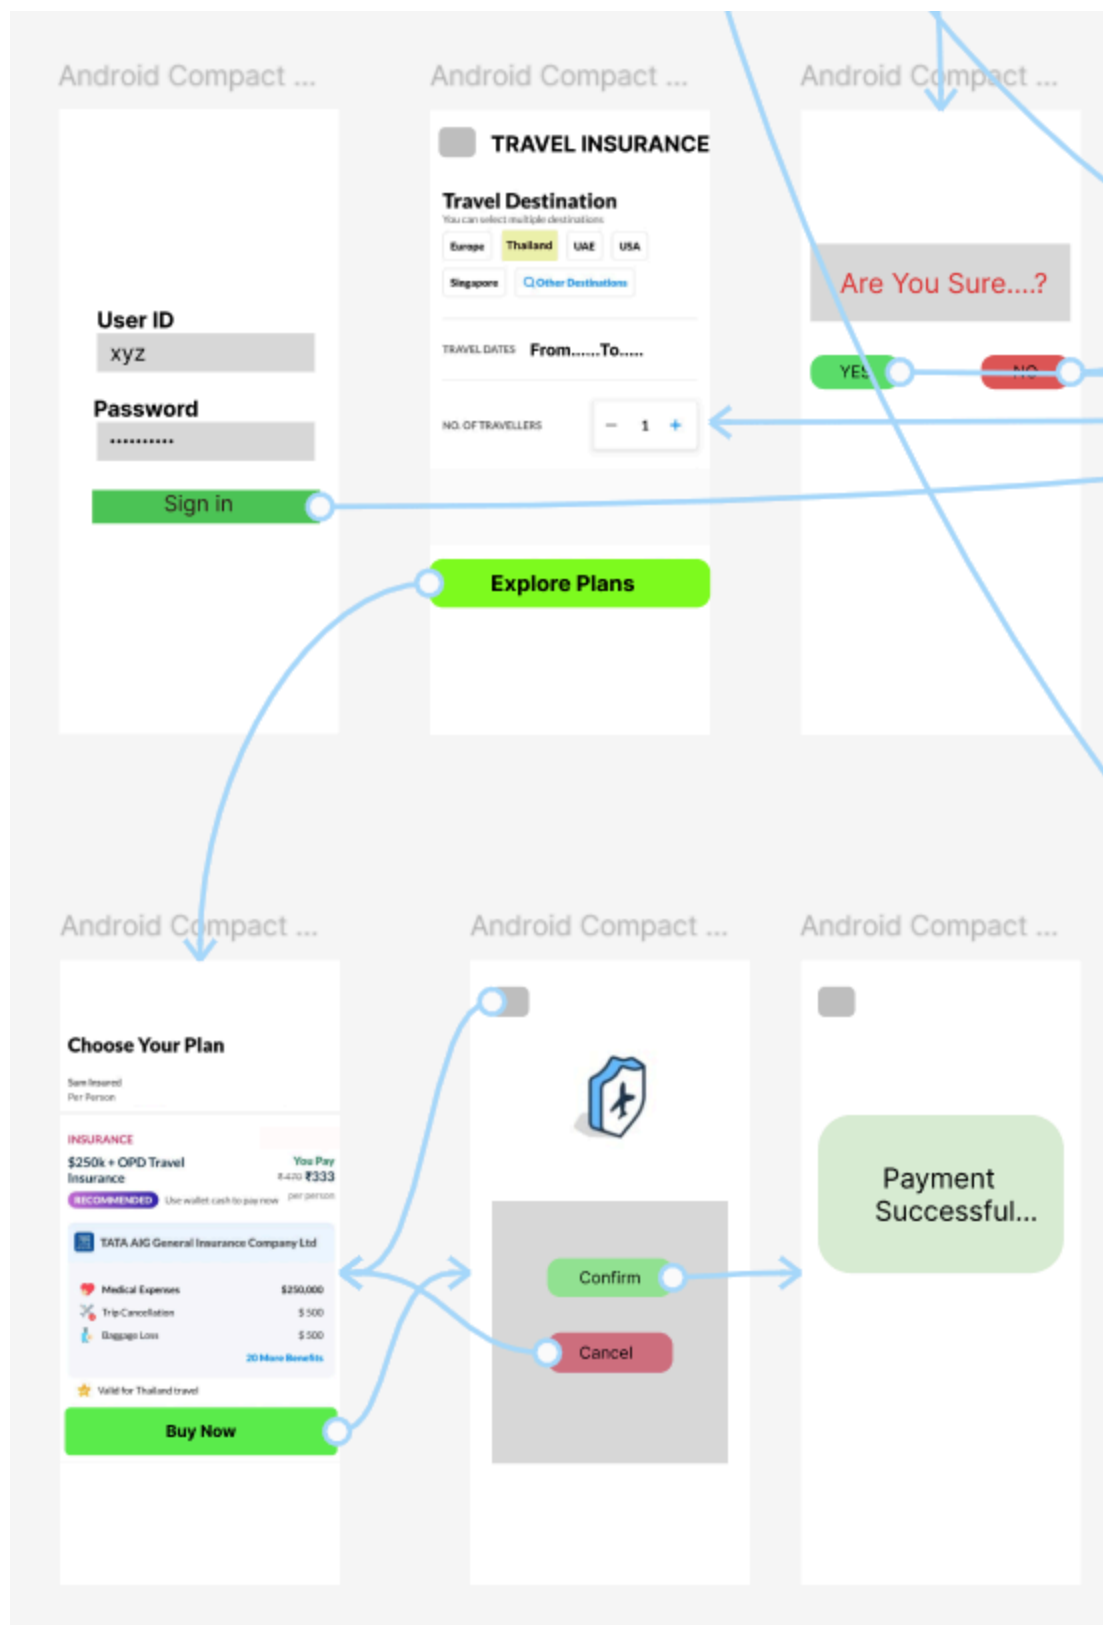 Android Compact ...
User ID
xyz
Password
••••••••••
Sign in
Android Compact ...
TRAVEL INSURANCE
Travel Destination
You can select multiple destinations
Europe Thailand UAE USA
Singapore Other Destinations
TRAVEL DATES From......To.....
NO. OF TRAVELLERS − 1 +
Explore Plans
Android Compact ...
Are You Sure....?
YES NO
Android Compact ...
Choose Your Plan
Sum Insured
Per Person
INSURANCE
$250k + OPD Travel
Insurance
You Pay
₹470 ₹333
per person
RECOMMENDED Use wallet cash to pay now
TATA AIG General Insurance Company Ltd
Medical Expenses $250,000
Trip Cancellation $ 500
Baggage Loss $ 500
20 More Benefits
Valid for Thailand travel
Buy Now
Android Compact ...
Confirm
Cancel
Android Compact ...
Payment
Successful...